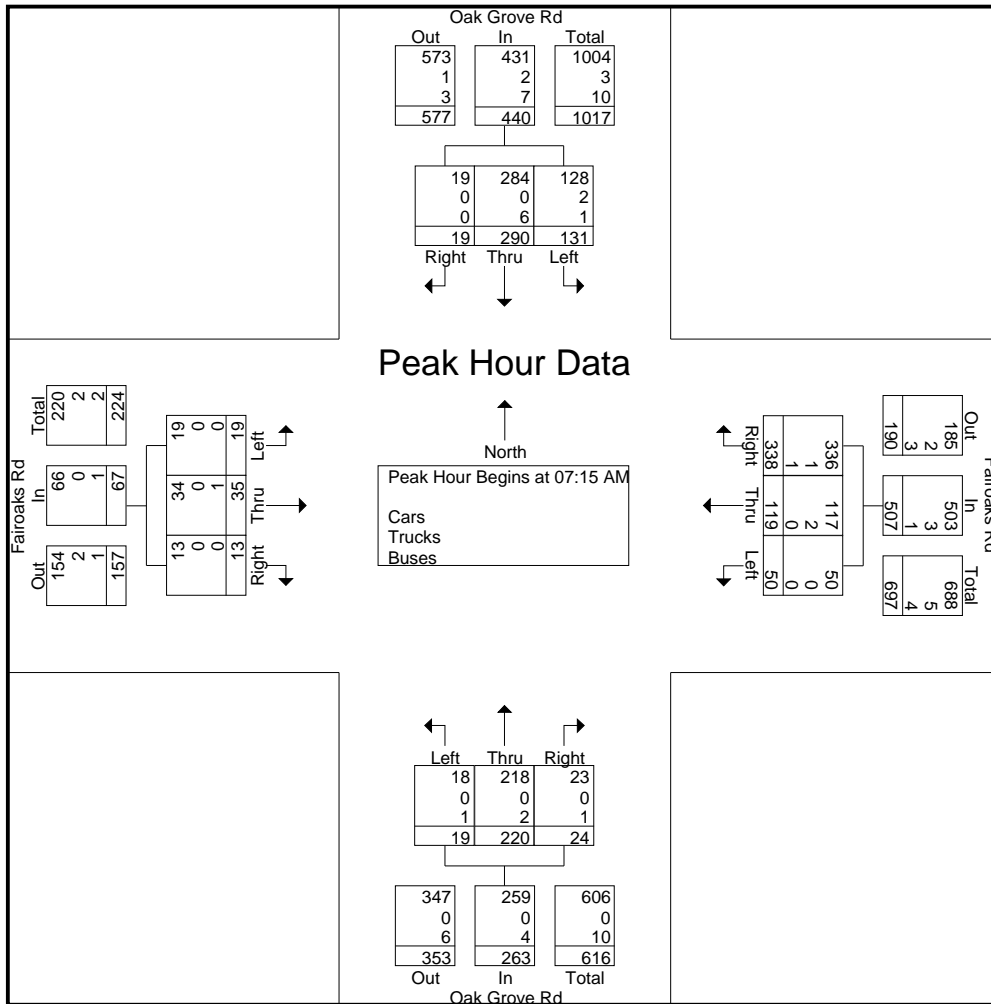 Oak Grove Rd
Out In Total
573 431 1004
1 2 3
3 7 10
577 440 1017
19 284 128
0 0 2
0 6 1
19 290 131
Right Thru Left
Peak Hour Data
North
Peak Hour Begins at 07:15 AM
Cars
Trucks
Buses
Fairoaks Rd
Out In Total
154 66 220
2 0 2
1 1 2
157 67 224
Right Thru Left
13 34 19
0 0 0
0 1 0
13 35 19
Fairoaks Rd
Out In Total
185 503 688
2 3 5
3 1 4
190 507 697
336 117 50
1 2 0
1 0 0
338 119 50
Right Thru Left
Left Thru Right
18 218 23
0 0 0
1 2 1
19 220 24
347 259 606
0 0 0
6 4 10
353 263 616
Out In Total
Oak Grove Rd